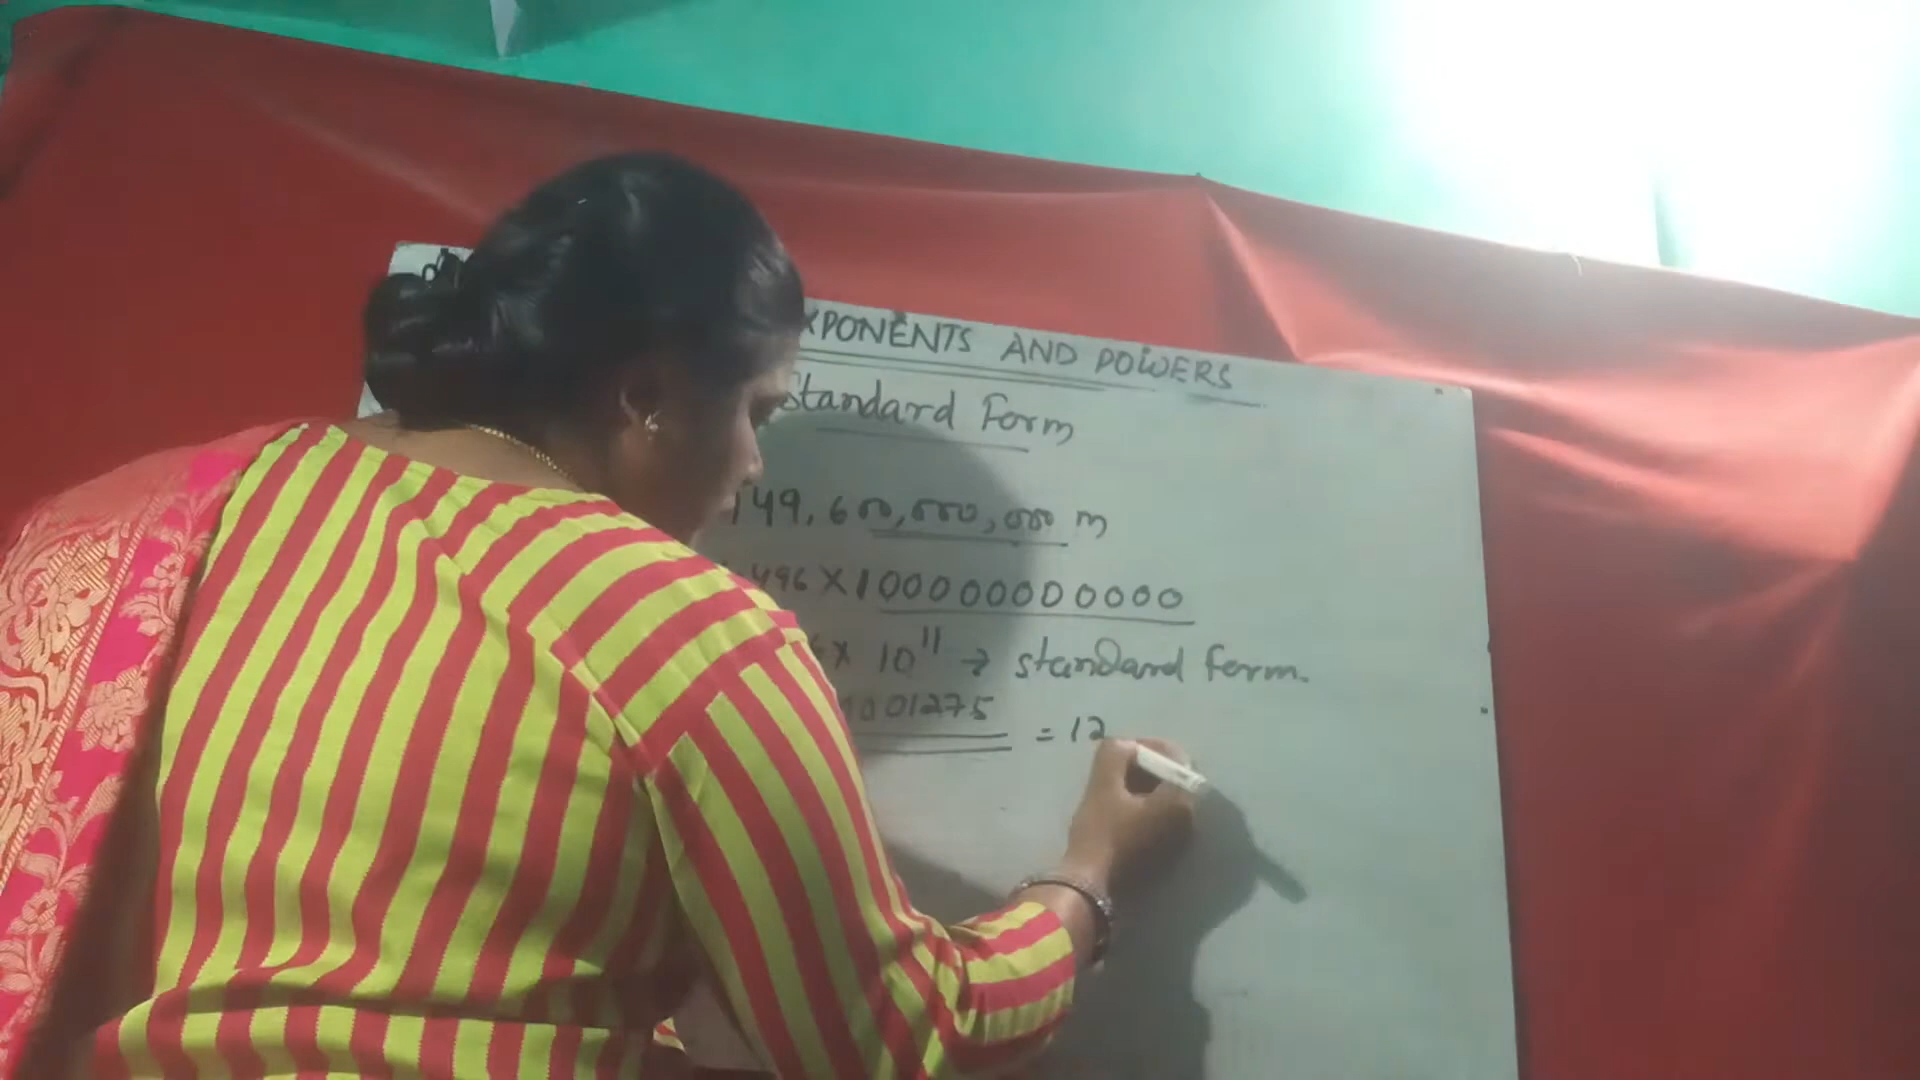 XPONENTS AND POWERS
Standard Form
149, 600,000,000 m
496 X 100000000000
X 10¹¹ → standard form.
001275 = 12